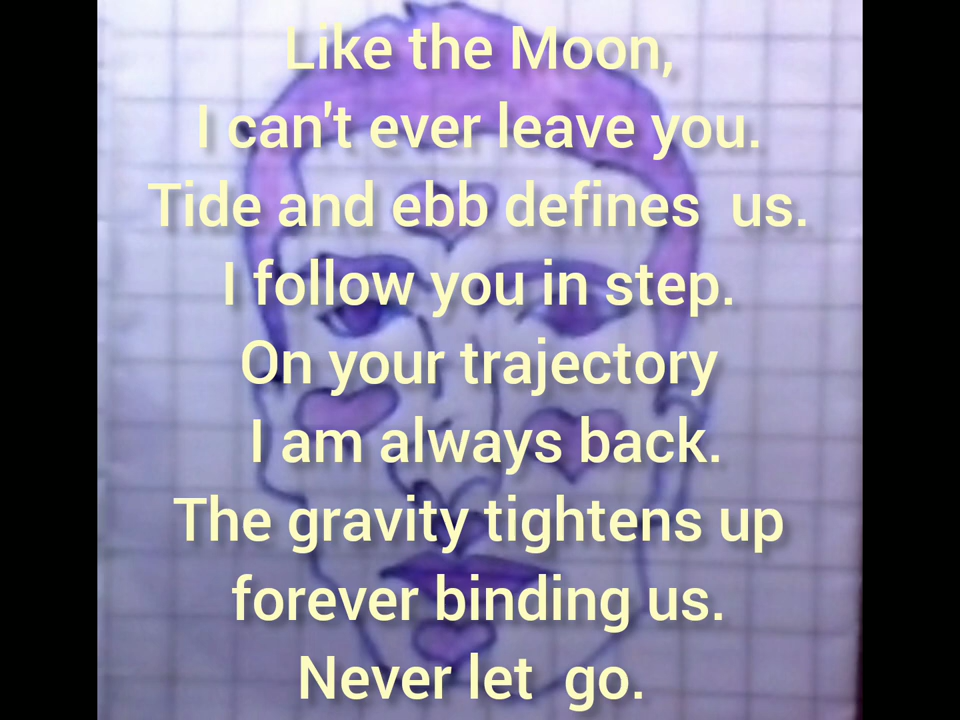 Like the Moon,
I can't ever leave you.
Tide and ebb defines  us.
I follow you in step.
On your trajectory
I am always back.
The gravity tightens up
forever binding us.
Never let  go.